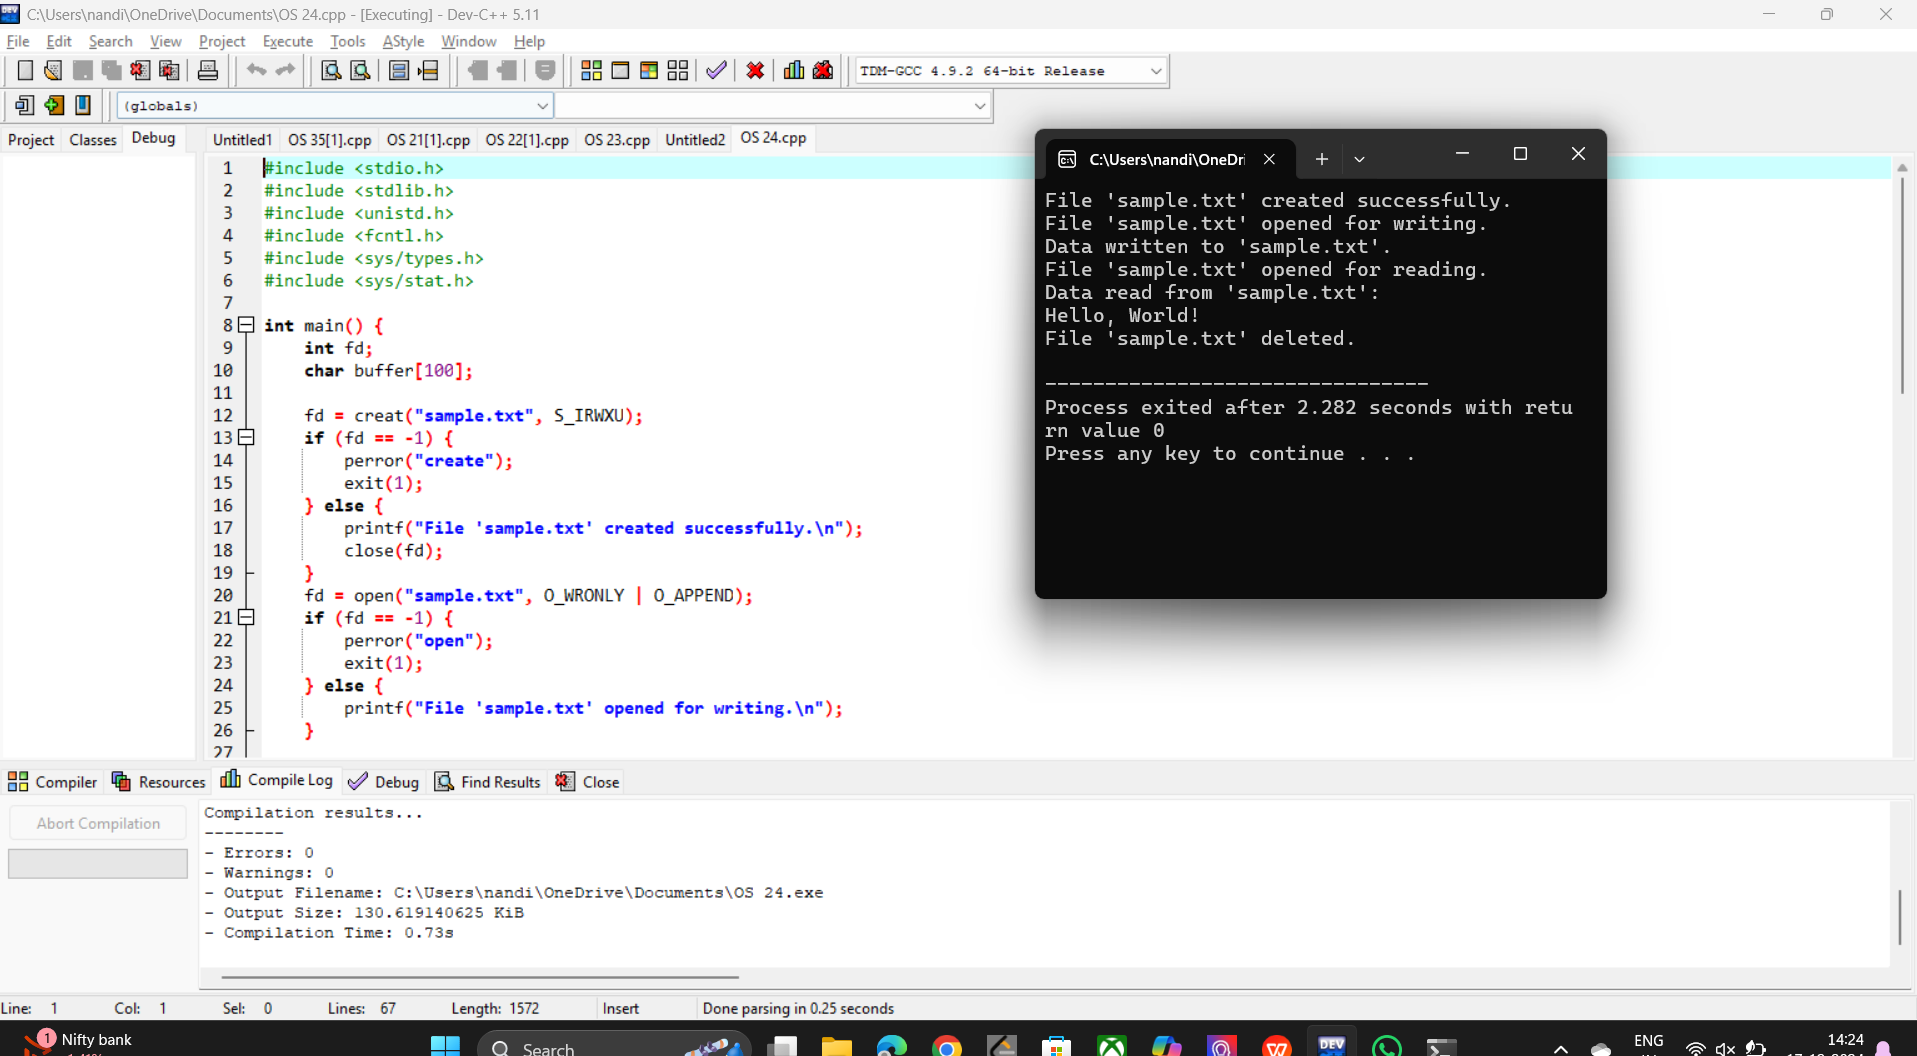 C:\Users\nandi\OneDrive\Documents\OS 24.cpp - [Executing] - Dev-C++ 5.11
File Edit Search View Project Execute Tools AStyle Window Help
TDM-GCC 4.9.2 64-bit Release
(globals)
Project Classes Debug
Untitled1 OS 35[1].cpp OS 21[1].cpp OS 22[1].cpp OS 23.cpp Untitled2 OS 24.cpp
1 #include <stdio.h>
2 #include <stdlib.h>
3 #include <unistd.h>
4 #include <fcntl.h>
5 #include <sys/types.h>
6 #include <sys/stat.h>
7
8 int main() {
9 int fd;
10 char buffer[100];
11
12 fd = creat("sample.txt", S_IRWXU);
13 if (fd == -1) {
14 perror("create");
15 exit(1);
16 } else {
17 printf("File 'sample.txt' created successfully.\n");
18 close(fd);
19 }
20 fd = open("sample.txt", O_WRONLY | O_APPEND);
21 if (fd == -1) {
22 perror("open");
23 exit(1);
24 } else {
25 printf("File 'sample.txt' opened for writing.\n");
26 }
27
C:\Users\nandi\OneDri
File 'sample.txt' created successfully.
File 'sample.txt' opened for writing.
Data written to 'sample.txt'.
File 'sample.txt' opened for reading.
Data read from 'sample.txt':
Hello, World!
File 'sample.txt' deleted.
--------------------------------
Process exited after 2.282 seconds with retu
rn value 0
Press any key to continue . . .
Compiler Resources Compile Log Debug Find Results Close
Abort Compilation
Compilation results...
--------
- Errors: 0
- Warnings: 0
- Output Filename: C:\Users\nandi\OneDrive\Documents\OS 24.exe
- Output Size: 130.619140625 KiB
- Compilation Time: 0.73s
Line: 1 Col: 1 Sel: 0 Lines: 67 Length: 1572 Insert Done parsing in 0.25 seconds
1
Nifty bank
Search
DEV
ENG
14:24